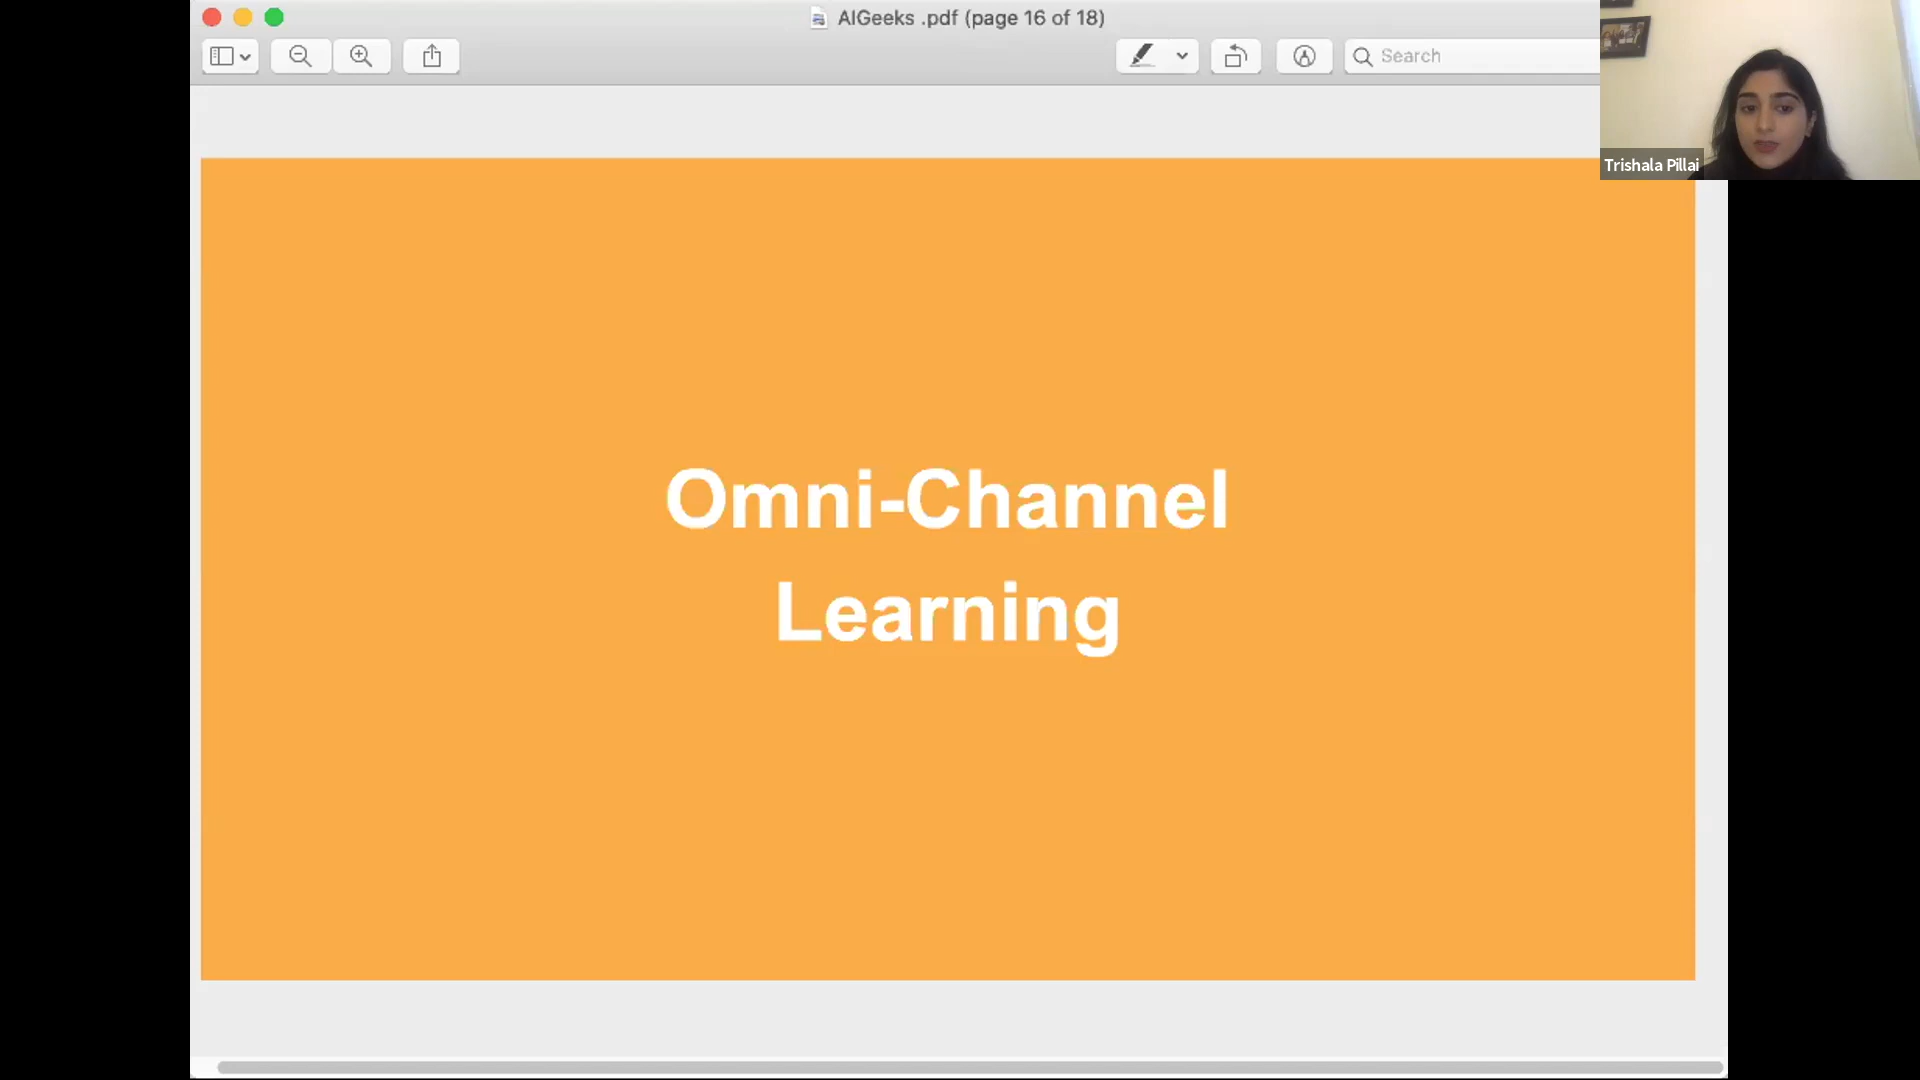 AIGeeks .pdf (page 16 of 18)
Search
Trishala Pillai
Omni-Channel
Learning